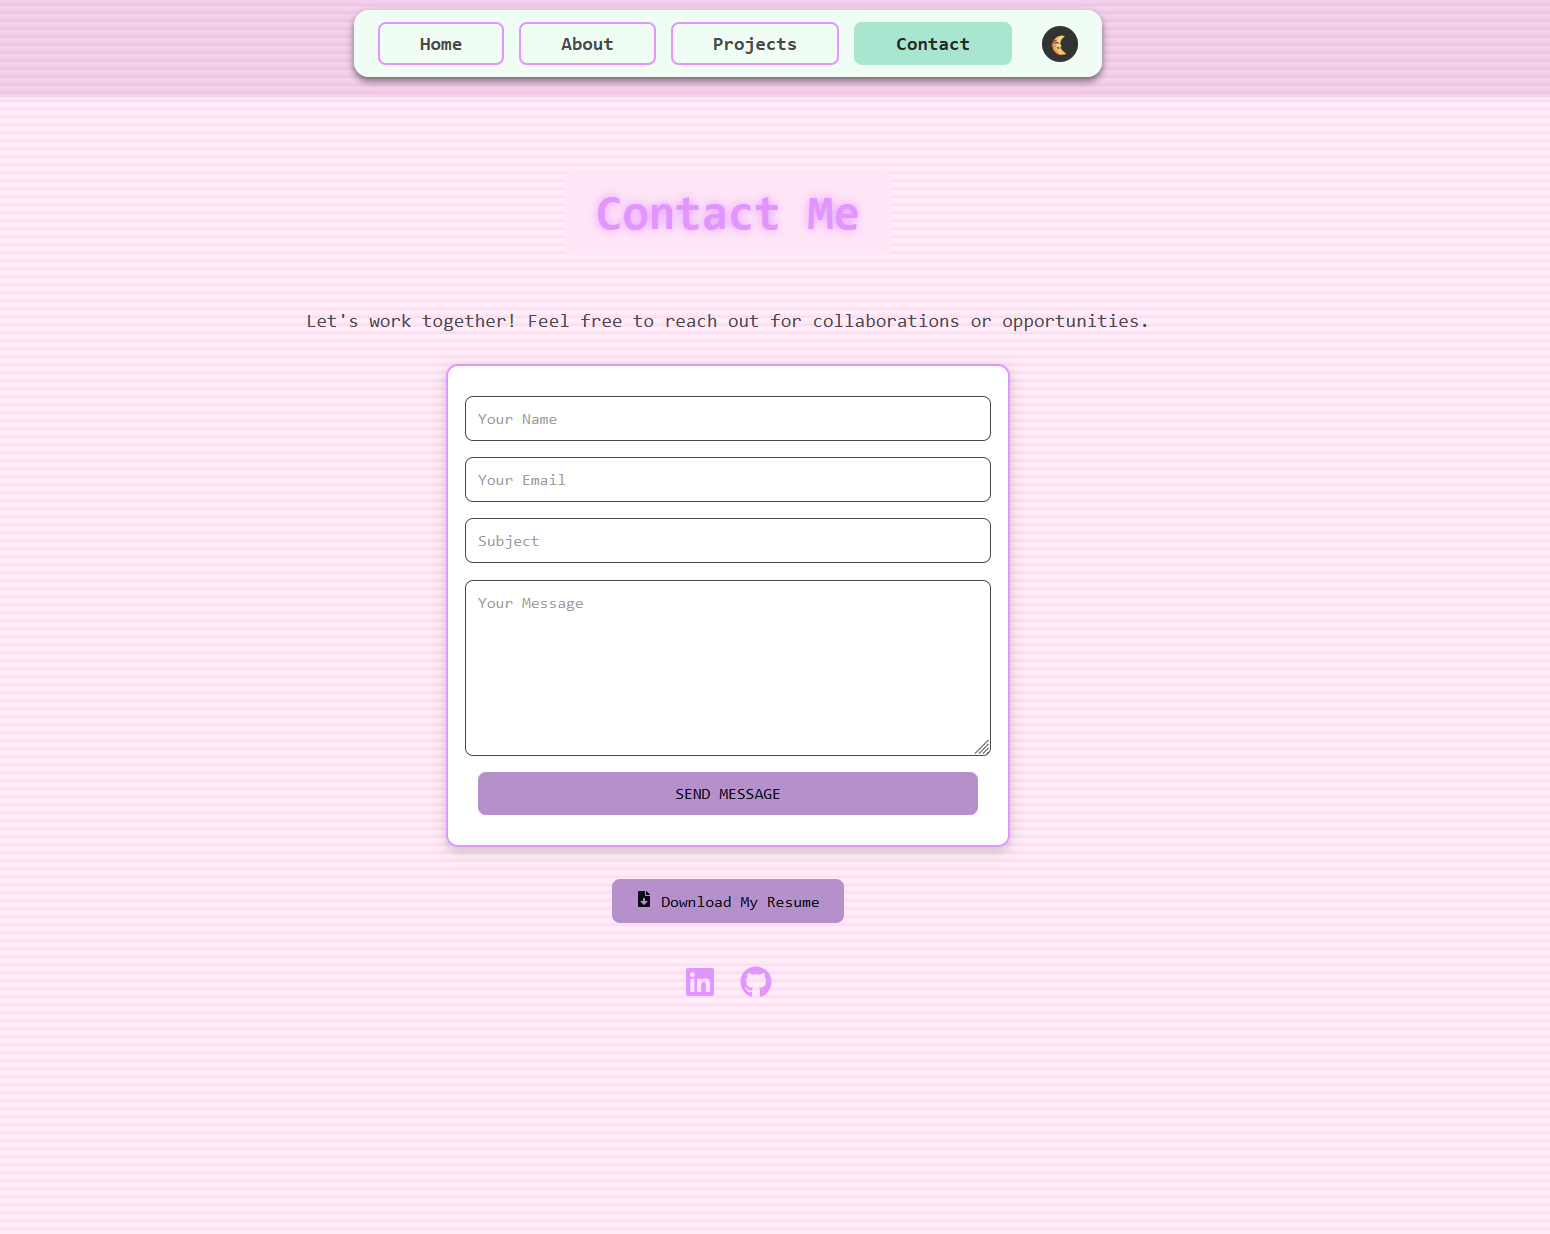 Home About Projects Contact
Contact Me
Let's work together! Feel free to reach out for collaborations or opportunities.
Your Name
Your Email
Subject
Your Message
SEND MESSAGE
Download My Resume
in